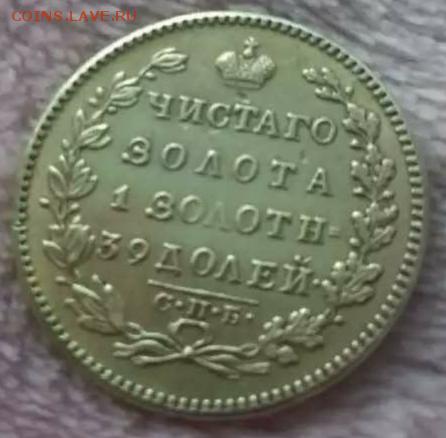 COINS.LAVE.RU
ЧИСТАГО
ЗОЛОТА
1 ЗОЛОТН-
39 ДОЛЕЙ·
С·П·Б·